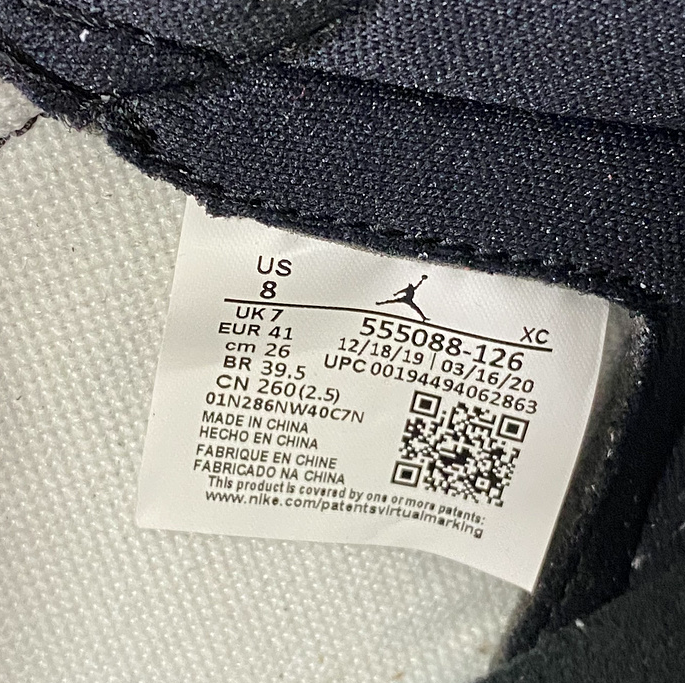 US
8
XC
UK 7
EUR 41
cm 26
BR 39.5
CN 260(2.5)
555088-126
12/18/19 | 03/16/20
UPC 00194494062863
01N286NW40C7N
MADE IN CHINA
HECHO EN CHINA
FABRIQUE EN CHINE
FABRICADO NA CHINA
This product is covered by one or more patents:
www.nike.com/patentsvirtualmarking